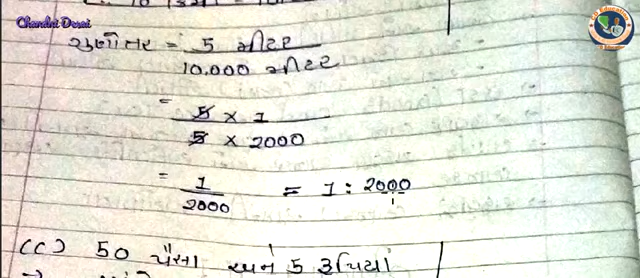 Chandni Desai
ગુણોત્તર = 5 મીટર
10,000 મીટર
= 5 × 1
5 × 2000
= 1
2000
= 1 : 2000
(C) 50 પૈસા અને 5 રૂપિયા